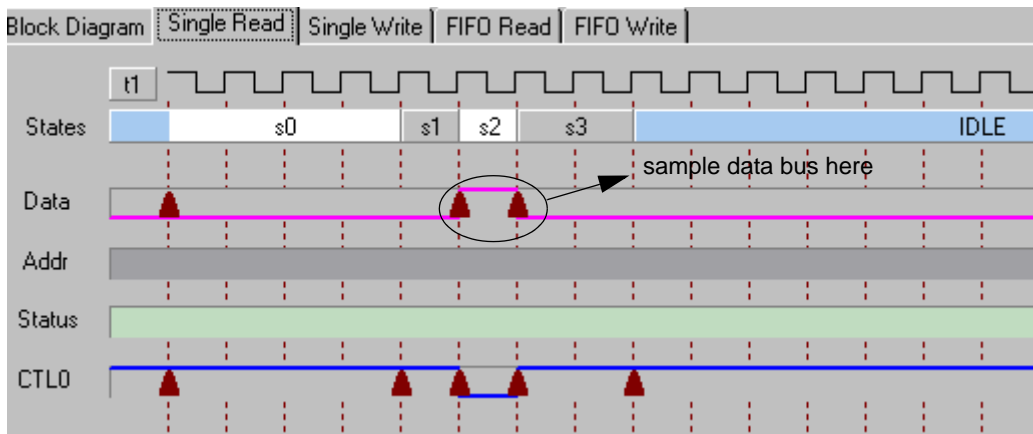 Block Diagram Single Read Single Write FIFO Read FIFO Write
t1
States s0 s1 s2 s3 IDLE
sample data bus here
Data
Addr
Status
CTL0